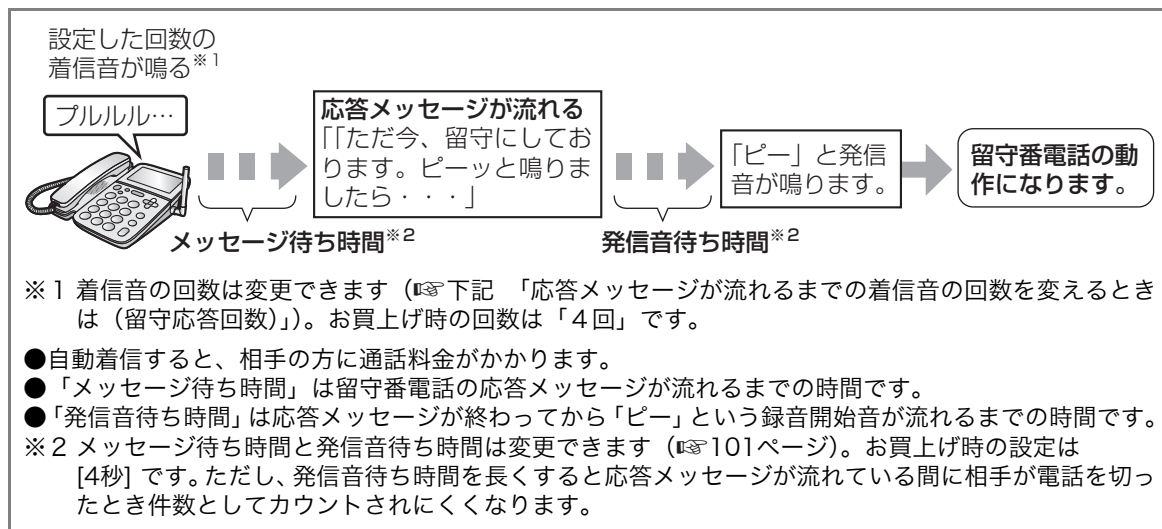 設定した回数の
着信音が鳴る※1
プルルル…
メッセージ待ち時間※2
応答メッセージが流れる
「「ただ今、留守にしてお
ります。ピーッと鳴りま
したら・・・」
発信音待ち時間※2
「ピー」と発信
音が鳴ります。
留守番電話の動
作になります。
※1 着信音の回数は変更できます（☞下記　「応答メッセージが流れるまでの着信音の回数を変えるとき
は（留守応答回数）」）。お買上げ時の回数は「4回」です。
●自動着信すると、相手の方に通話料金がかかります。
●「メッセージ待ち時間」は留守番電話の応答メッセージが流れるまでの時間です。
●「発信音待ち時間」は応答メッセージが終わってから「ピー」という録音開始音が流れるまでの時間です。
※2 メッセージ待ち時間と発信音待ち時間は変更できます（☞101ページ）。お買上げ時の設定は
[4秒] です。ただし、発信音待ち時間を長くすると応答メッセージが流れている間に相手が電話を切っ
たとき件数としてカウントされにくくなります。